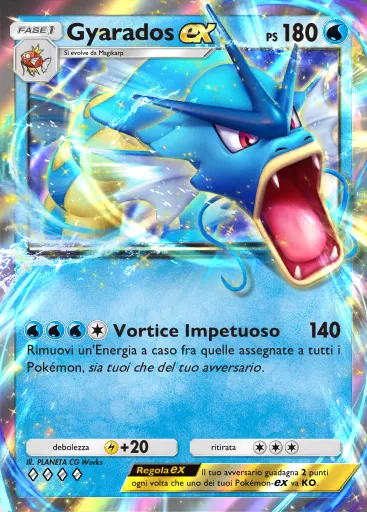 FASE 1 Gyarados ex PS 180
Si evolve da Magikarp
Vortice Impetuoso 140
Rimuovi un'Energia a caso fra quelle assegnate a tutti i
Pokémon, sia tuoi che del tuo avversario.
debolezza +20 ritirata
Ill. PLANETA CG Works
Regola ex Il tuo avversario guadagna 2 punti
ogni volta che uno dei tuoi Pokémon-ex va KO.